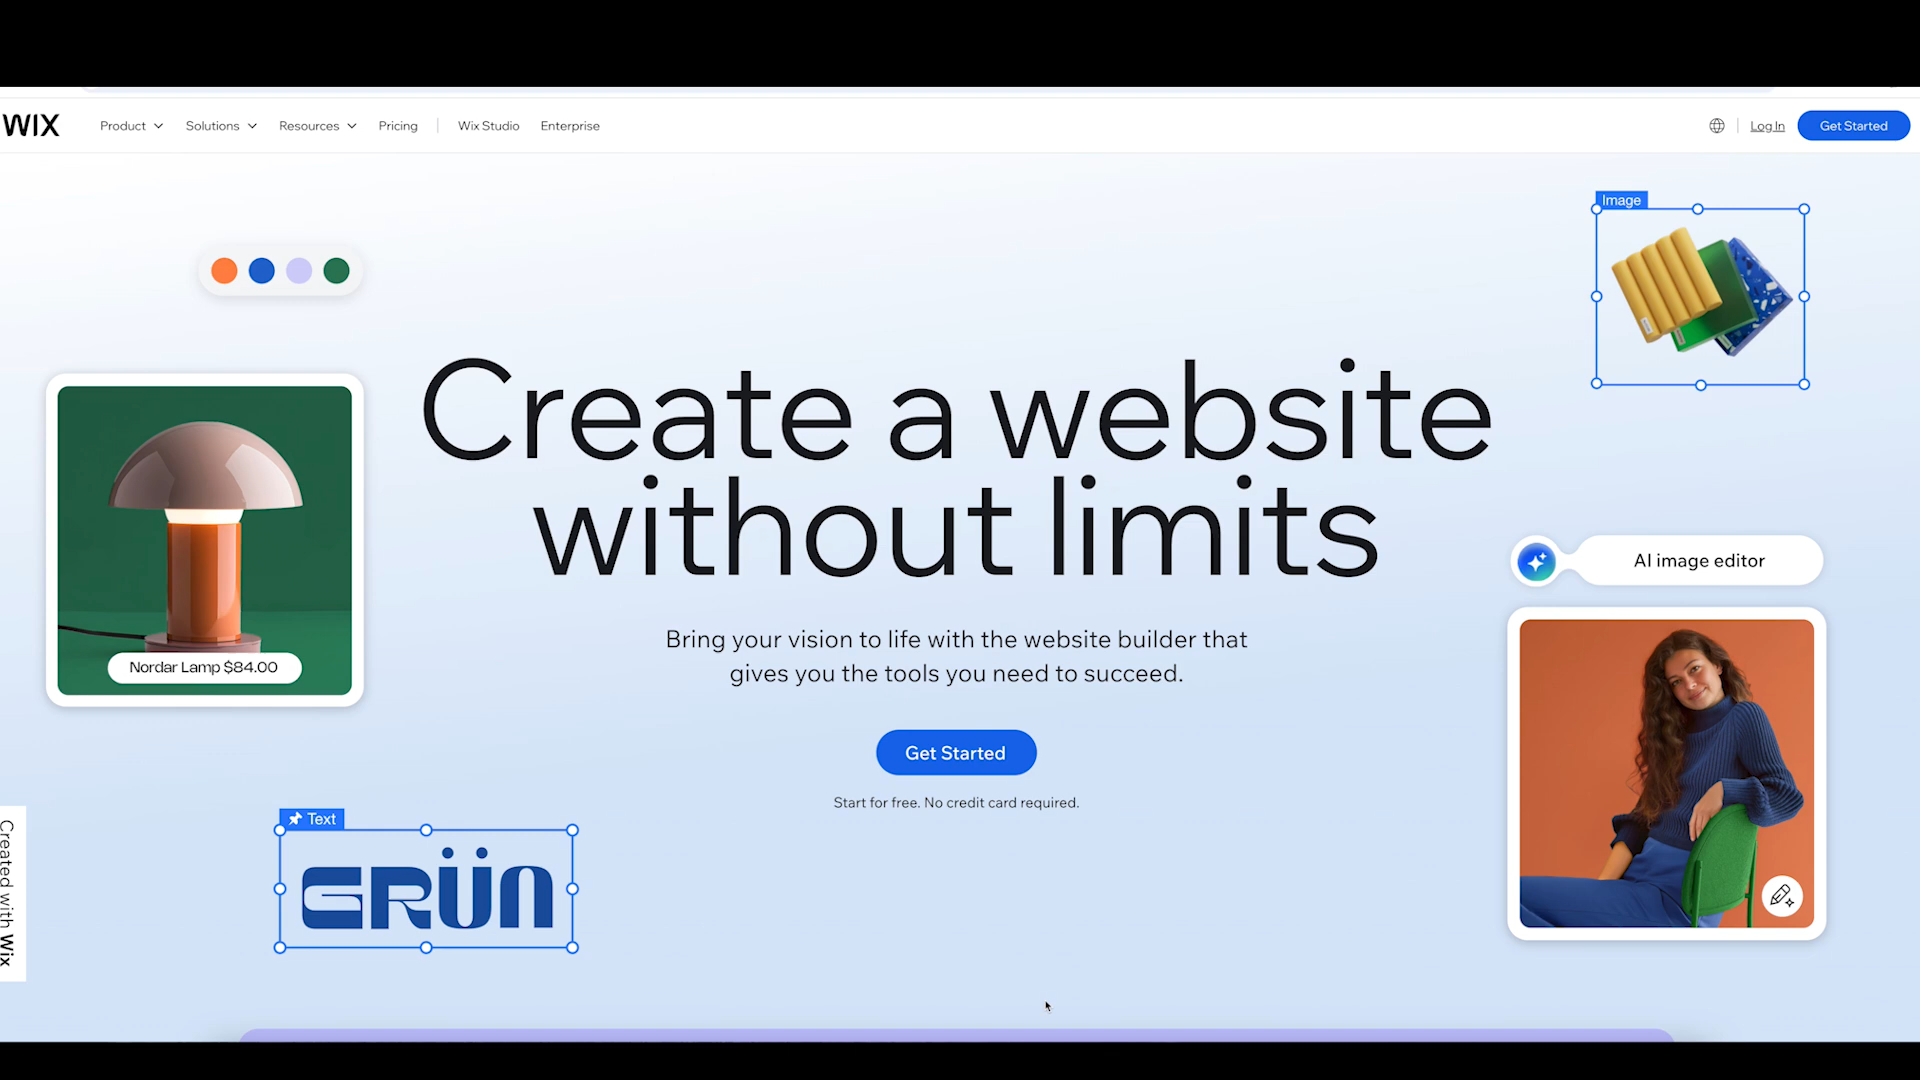 WIX
Product
Solutions
Resources
Pricing
Wix Studio
Enterprise
Log In
Get Started
Image
Create a website
without limits
AI image editor
Bring your vision to life with the website builder that
gives you the tools you need to succeed.
Nordar Lamp $84.00
Get Started
Start for free. No credit card required.
Text
GRÜN
Created with Wix